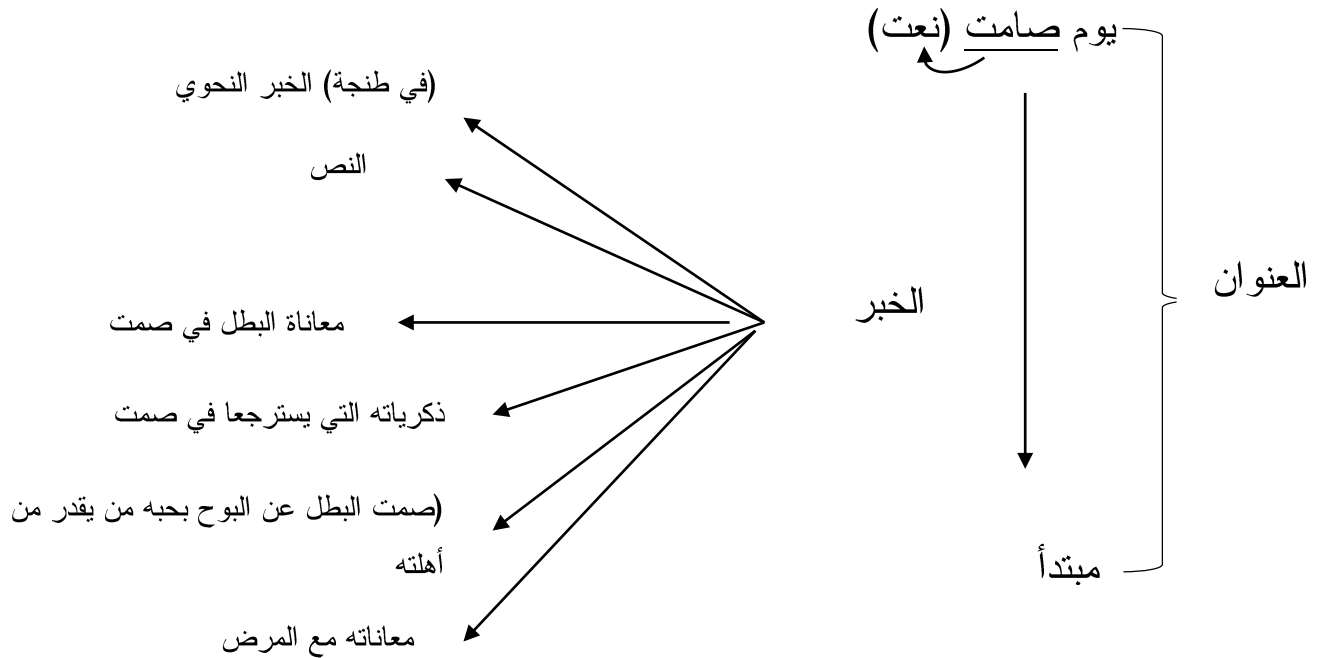 يوم صامت (نعت)
العنوان
مبتدأ
الخبر
(في طنجة) الخبر النحوي
النص
معاناة البطل في صمت
ذكرياته التي يسترجعا في صمت
(صمت البطل عن البوح بحبه من يقدر من
أهلته
معاناته مع المرض